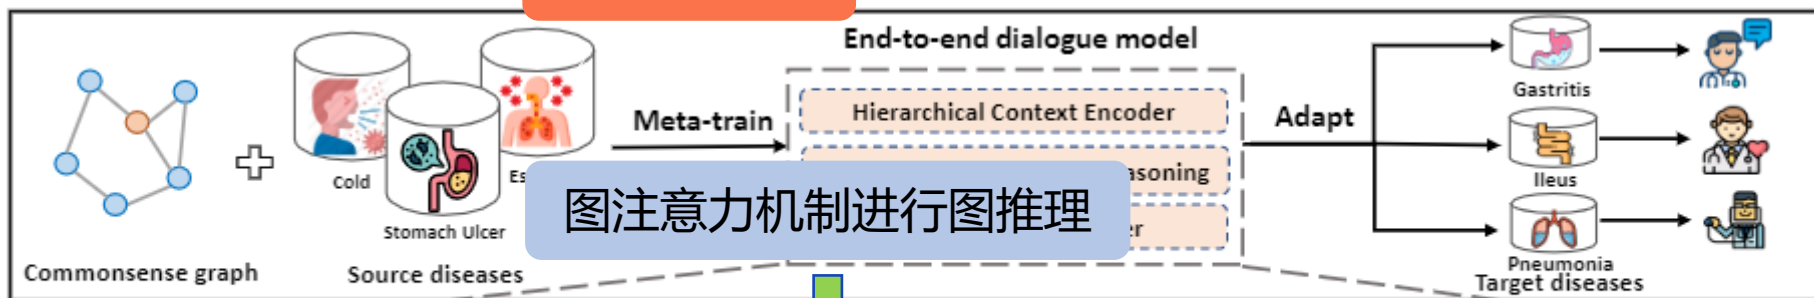 End-to-end dialogue model
Hierarchical Context Encoder
Meta-train
Adapt
Gastritis
Cold
Ileus
图注意力机制进行图推理
Stomach Ulcer
Commonsense graph
Source diseases
Pneumonia
Target diseases